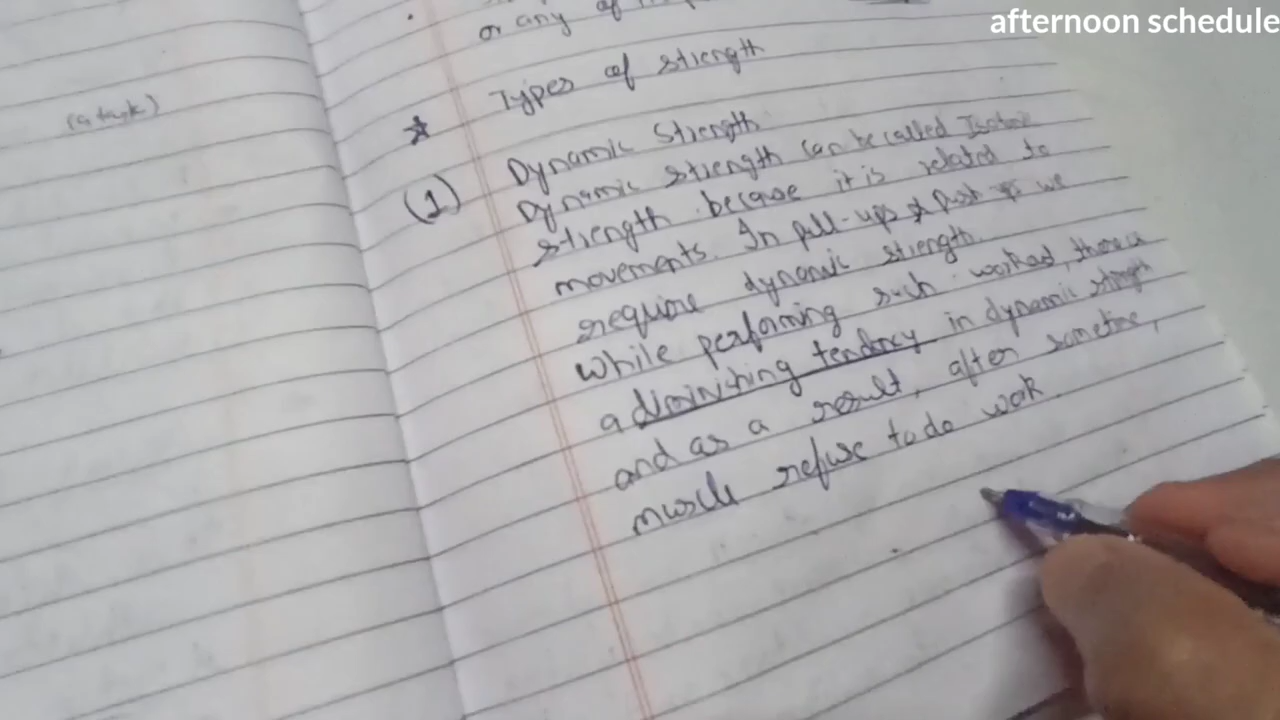 afternoon schedule
or any of
* Types of strength
(1) Dynamic Strength
Dynamic strength can be called Isotonic
strength because it is related to
movements. In pull-ups & push ups we
require dynamic strength.
While performing such worked, there is
a diminishing tendency in dynamic strength
and as a result, after sometime,
muscle refuse to do work.